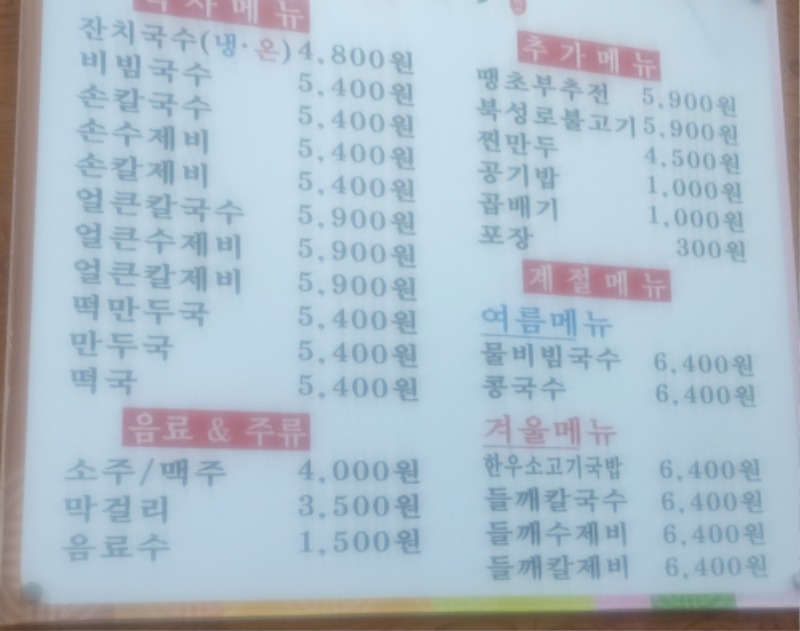 식사메뉴
잔치국수(냉·온) 4,800원
비빔국수 5,400원
손칼국수 5,400원
손수제비 5,400원
손칼제비 5,400원
얼큰칼국수 5,900원
얼큰수제비 5,900원
얼큰칼제비 5,900원
떡만두국 5,400원
만두국 5,400원
떡국 5,400원
음료 & 주류
소주/맥주 4,000원
막걸리 3,500원
음료수 1,500원
추가메뉴
땡초부추전 5,900원
북성로불고기 5,900원
찐만두 4,500원
공기밥 1,000원
곱배기 1,000원
포장 300원
계절메뉴
여름메뉴
물비빔국수 6,400원
콩국수 6,400원
겨울메뉴
한우소고기국밥 6,400원
들깨칼국수 6,400원
들깨수제비 6,400원
들깨칼제비 6,400원